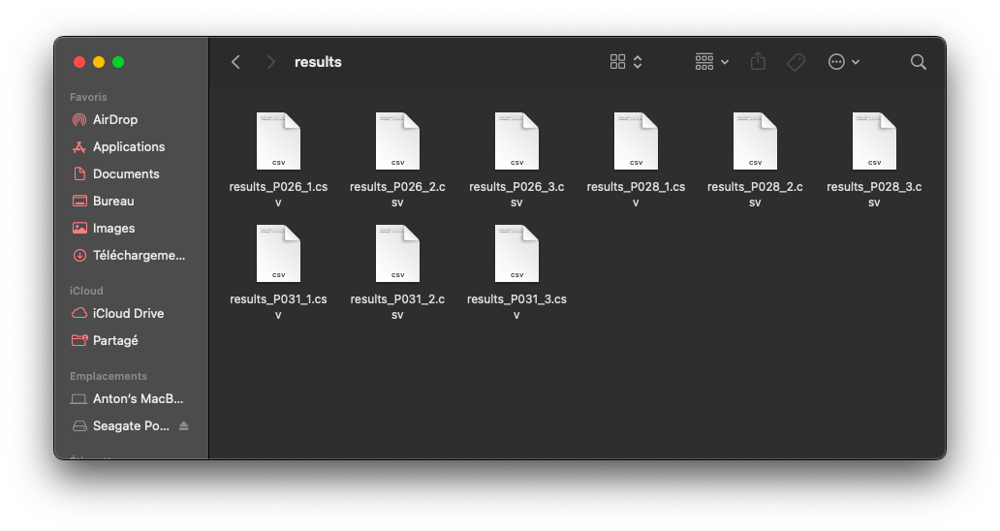 results
Favoris
AirDrop
Applications
Documents
Bureau
Images
Téléchargeme...
iCloud
iCloud Drive
Partagé
Emplacements
Anton's MacB...
Seagate Po...
CSV
CSV
CSV
CSV
CSV
CSV
results_P026_1.cs
v
results_P026_2.c
sv
results_P026_3.c
sv
results_P028_1.cs
v
results_P028_2.c
sv
results_P028_3.c
sv
CSV
CSV
CSV
results_P031_1.cs
v
results_P031_2.c
sv
results_P031_3.cs
v